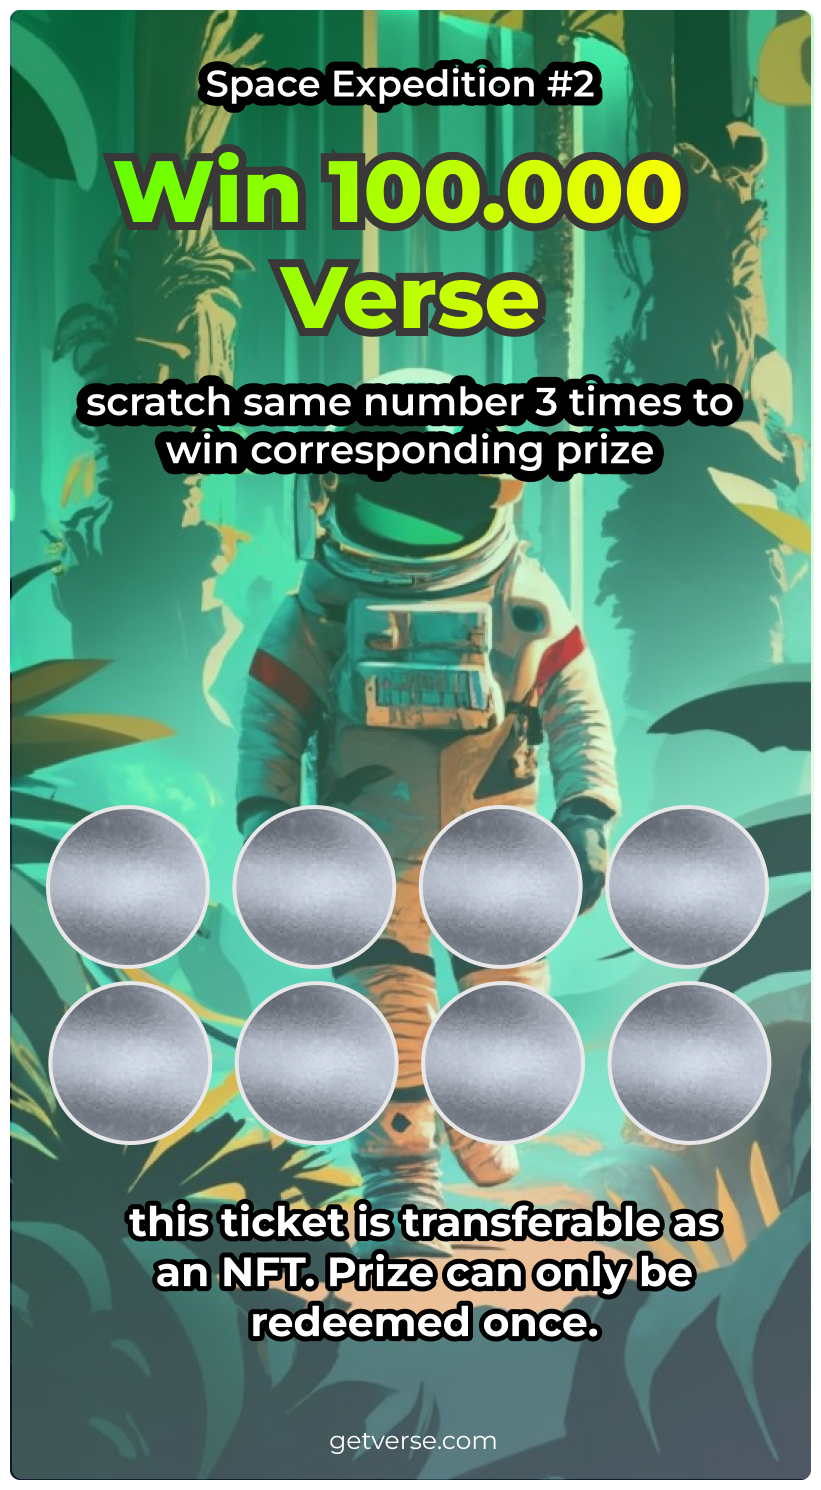 Space Expedition #2
Win 100.000
Verse
scratch same number 3 times to
win corresponding prize
this ticket is transferable as
an NFT. Prize can only be
redeemed once.
getverse.com